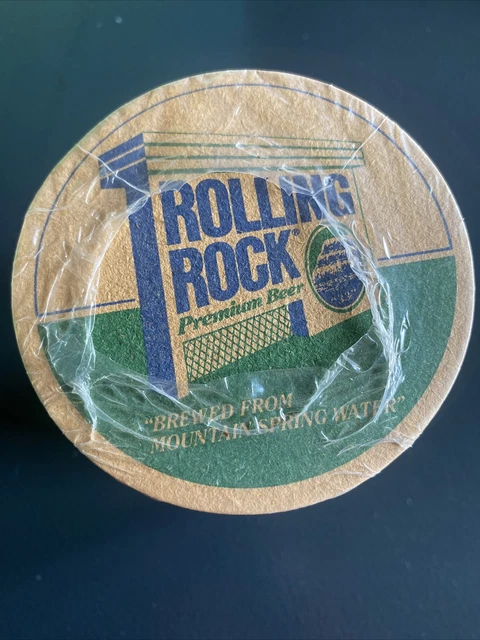 ROLLING
ROCK®
Premium Beer
"BREWED FROM
MOUNTAIN SPRING WATER"